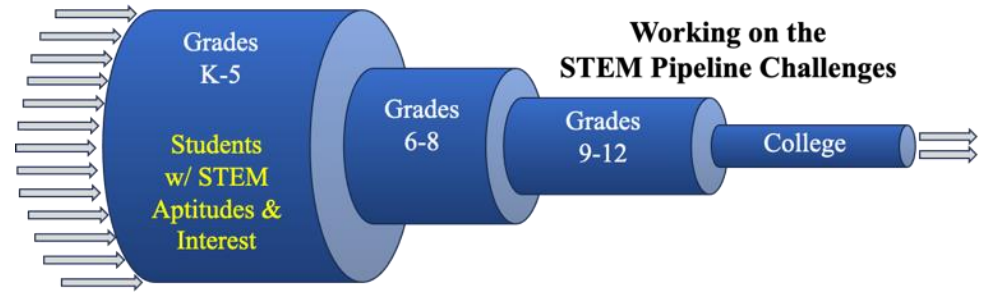 Grades
K-5
Students
w/ STEM
Aptitudes &
Interest
Grades
6-8
Grades
9-12
College
Working on the
STEM Pipeline Challenges